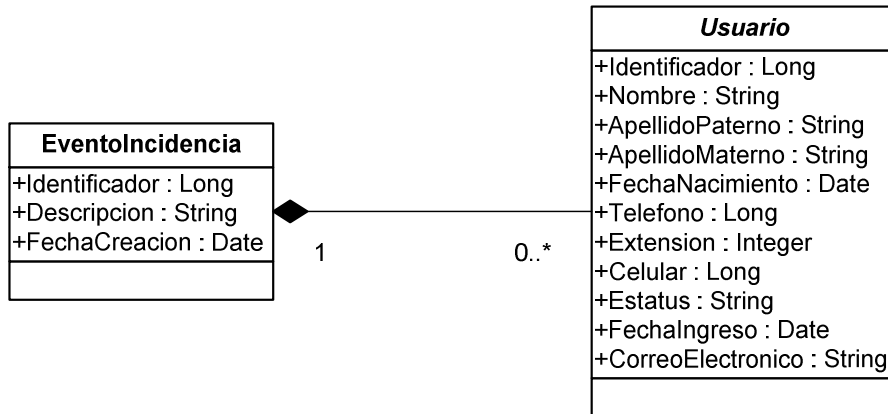 EventoIncidencia
+Identificador : Long
+Descripcion : String
+FechaCreacion : Date
1
0..*
Usuario
+Identificador : Long
+Nombre : String
+ApellidoPaterno : String
+ApellidoMaterno : String
+FechaNacimiento : Date
+Telefono : Long
+Extension : Integer
+Celular : Long
+Estatus : String
+FechaIngreso : Date
+CorreoElectronico : String